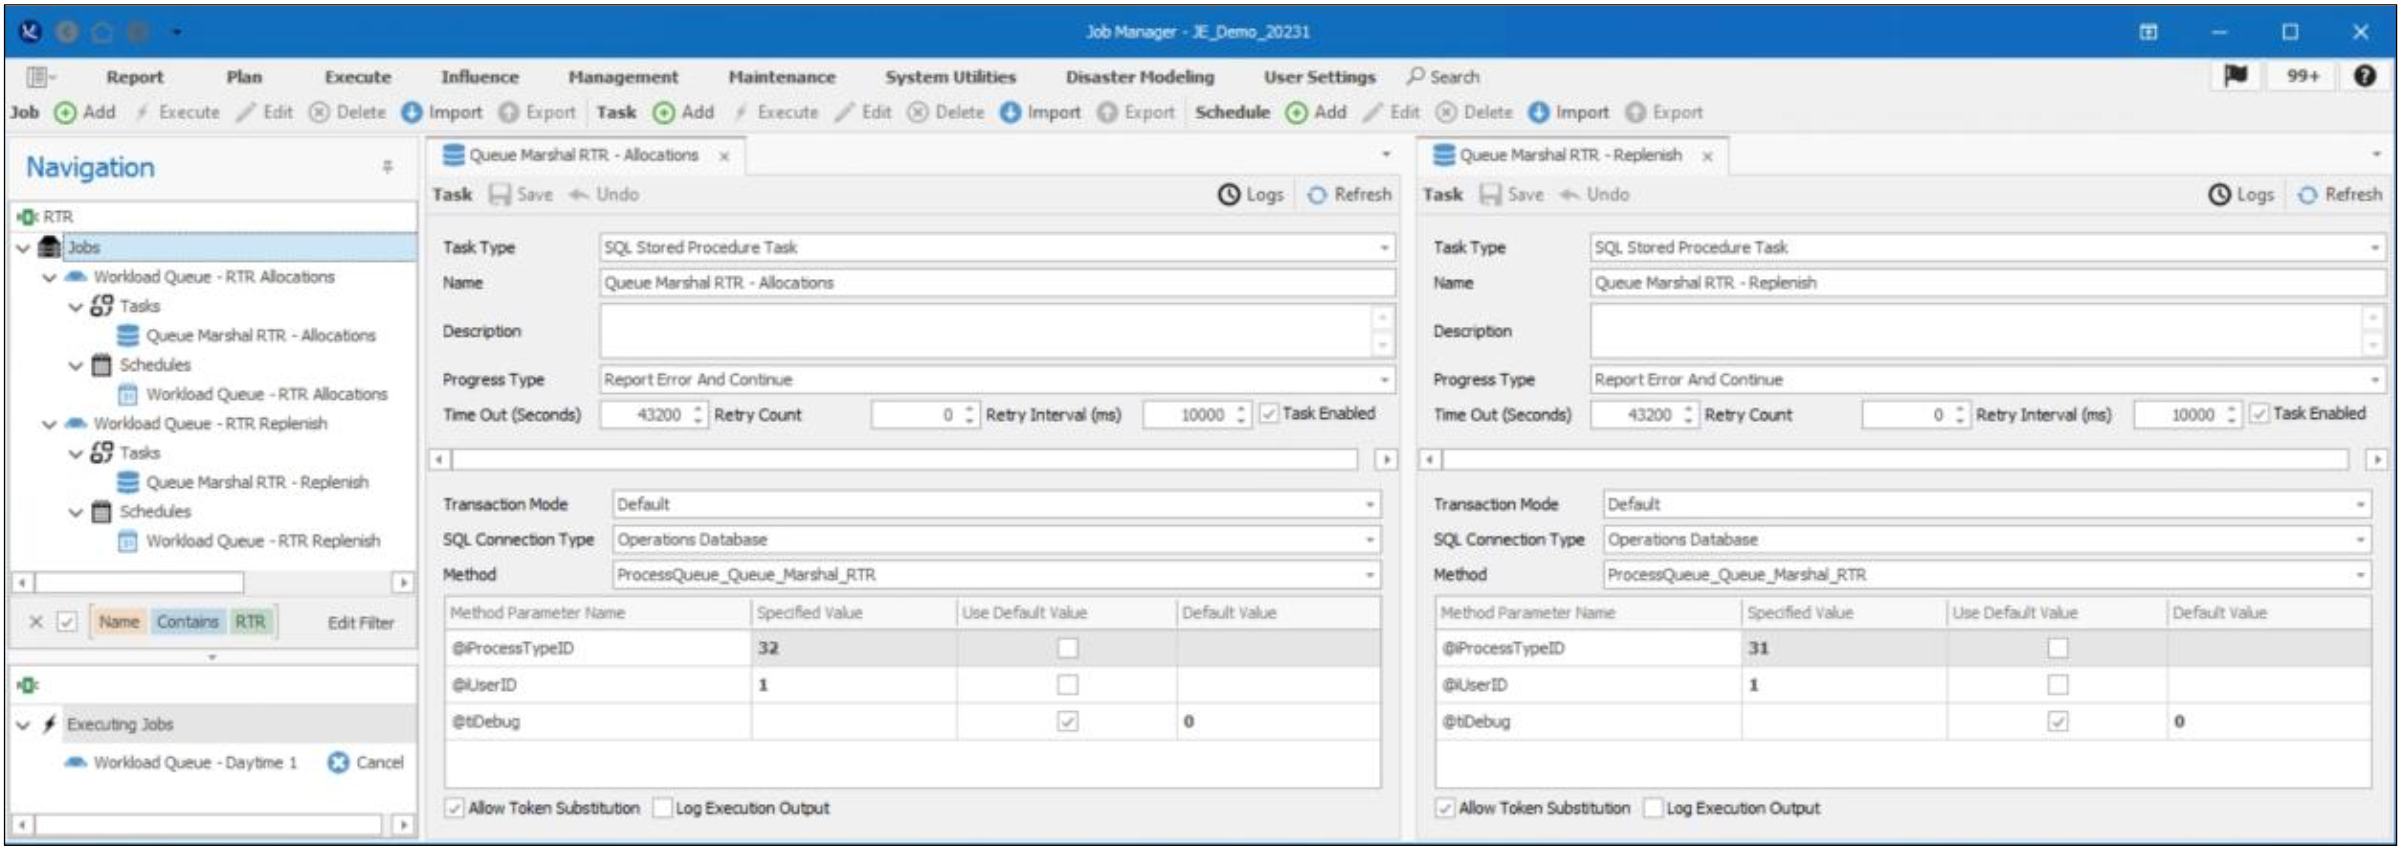 Job Manager - JE_Demo_20231
Report Plan Execute Influence Management Maintenance System Utilities Disaster Modeling User Settings Search 99+ ?
Job Add Execute Edit Delete Import Export Task Add Execute Edit Delete Import Export Schedule Add Edit Delete Import Export
Navigation
RTR
Jobs
Workload Queue - RTR Allocations
Tasks
Queue Marshal RTR - Allocations
Schedules
Workload Queue - RTR Allocations
Workload Queue - RTR Replenish
Tasks
Queue Marshal RTR - Replenish
Schedules
Workload Queue - RTR Replenish
Name Contains RTR Edit Filter
Executing Jobs
Workload Queue - Daytime 1 Cancel
Queue Marshal RTR - Allocations
Task Save Undo Logs Refresh
Task Type SQL Stored Procedure Task
Name Queue Marshal RTR - Allocations
Description
Progress Type Report Error And Continue
Time Out (Seconds) 43200 Retry Count 0 Retry Interval (ms) 10000 Task Enabled
Transaction Mode Default
SQL Connection Type Operations Database
Method ProcessQueue_Queue_Marshal_RTR
Method Parameter Name Specified Value Use Default Value Default Value
@iProcessTypeID 32
@iUserID 1
@tiDebug 0
Allow Token Substitution Log Execution Output
Queue Marshal RTR - Replenish
Task Save Undo Logs Refresh
Task Type SQL Stored Procedure Task
Name Queue Marshal RTR - Replenish
Description
Progress Type Report Error And Continue
Time Out (Seconds) 43200 Retry Count 0 Retry Interval (ms) 10000 Task Enabled
Transaction Mode Default
SQL Connection Type Operations Database
Method ProcessQueue_Queue_Marshal_RTR
Method Parameter Name Specified Value Use Default Value Default Value
@iProcessTypeID 31
@iUserID 1
@tiDebug 0
Allow Token Substitution Log Execution Output